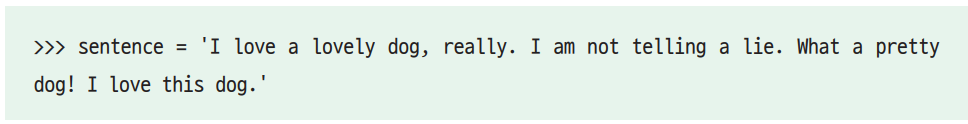 >>> sentence = 'I love a lovely dog, really. I am not telling a lie. What a pretty
dog! I love this dog.'